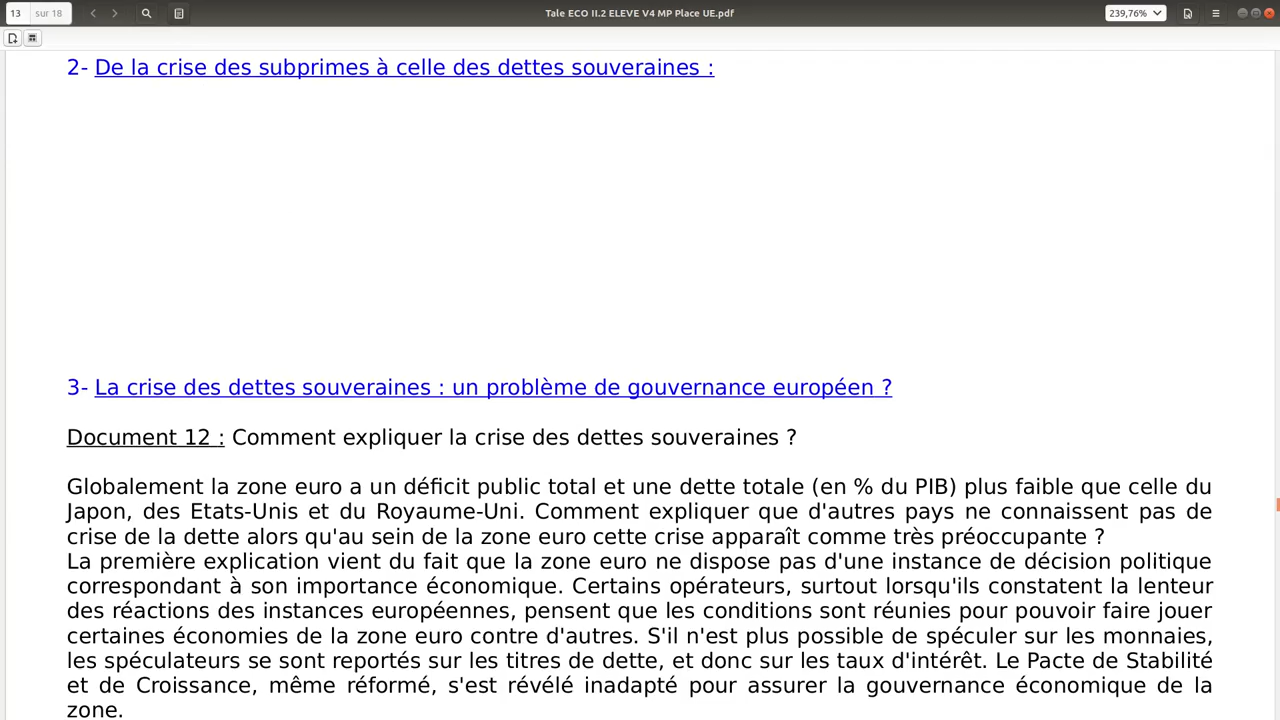 13 sur 18
Tale ECO II.2 ELEVE V4 MP Place UE.pdf
239,76%
2- De la crise des subprimes à celle des dettes souveraines :
3- La crise des dettes souveraines : un problème de gouvernance européen ?
Document 12 : Comment expliquer la crise des dettes souveraines ?
Globalement la zone euro a un déficit public total et une dette totale (en % du PIB) plus faible que celle du
Japon, des Etats-Unis et du Royaume-Uni. Comment expliquer que d'autres pays ne connaissent pas de
crise de la dette alors qu'au sein de la zone euro cette crise apparaît comme très préoccupante ?
La première explication vient du fait que la zone euro ne dispose pas d'une instance de décision politique
correspondant à son importance économique. Certains opérateurs, surtout lorsqu'ils constatent la lenteur
des réactions des instances européennes, pensent que les conditions sont réunies pour pouvoir faire jouer
certaines économies de la zone euro contre d'autres. S'il n'est plus possible de spéculer sur les monnaies,
les spéculateurs se sont reportés sur les titres de dette, et donc sur les taux d'intérêt. Le Pacte de Stabilité
et de Croissance, même réformé, s'est révélé inadapté pour assurer la gouvernance économique de la
zone.